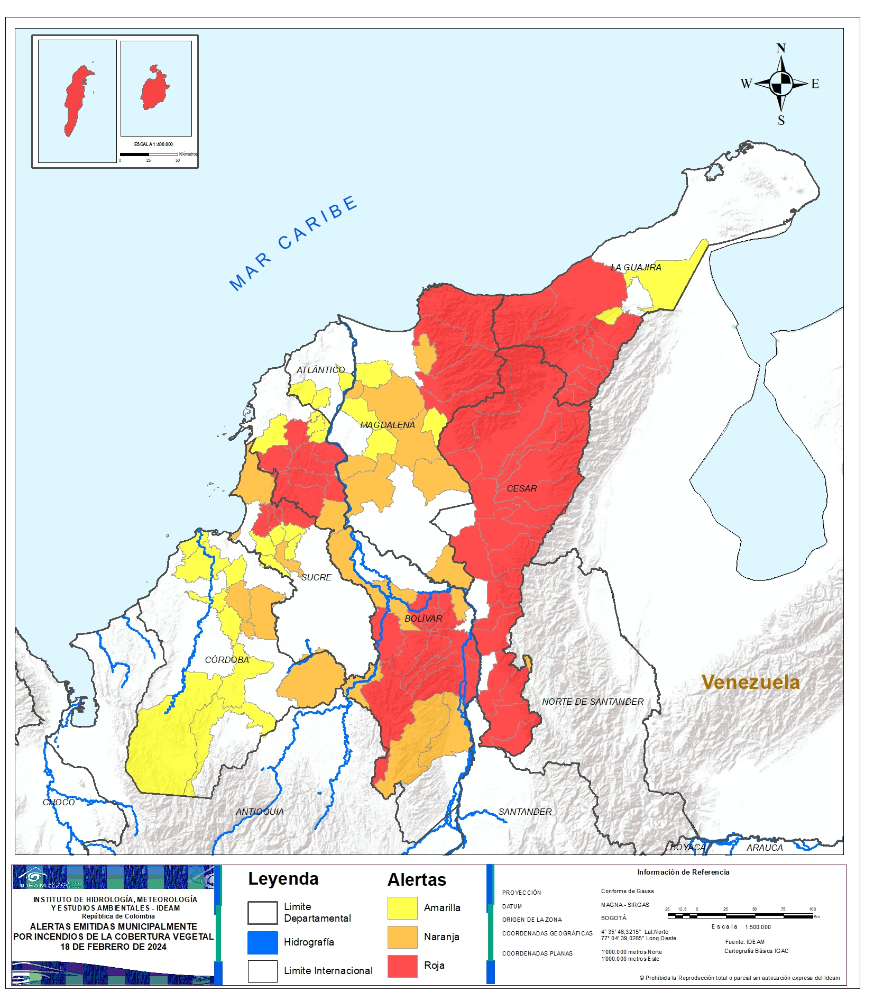 ESCALA 1:400.000
Kilómetros
0 25 50
N
W E
S
MAR CARIBE
LA GUAJIRA
ATLÁNTICO
MAGDALENA
CESAR
SUCRE
BOLÍVAR
CÓRDOBA
Venezuela
NORTE DE SANTANDER
CHOCÓ
ANTIOQUIA
SANTANDER
BOYACÁ
ARAUCA
IDEAM
INSTITUTO DE HIDROLOGÍA, METEOROLOGÍA
Y ESTUDIOS AMBIENTALES - IDEAM
República de Colombia
ALERTAS EMITIDAS MUNICIPALMENTE
POR INCENDIOS DE LA COBERTURA VEGETAL
18 DE FEBRERO DE 2024
Leyenda
Limite
Departamental
Hidrografía
Limite Internacional
Alertas
Amarilla
Naranja
Roja
Información de Referencia
PROYECCIÓN Conforme de Gauss
DATUM MAGNA - SIRGAS
ORIGEN DE LA ZONA BOGOTÁ
COORDENADAS GEOGRÁFICAS 4° 35' 46,3215" Lat.Norte
77° 04' 39,0285" Long.Oeste
COORDENADAS PLANAS 1'000.000 metros Norte
1'000.000 metros Este
25 12,5 0 25 50 75 100
Km
Escala 1:500.000
Fuente: IDEAM
Cartografía Básica IGAC
© Prohibida la Reproducción total o parcial sin autozación expresa del Ideam